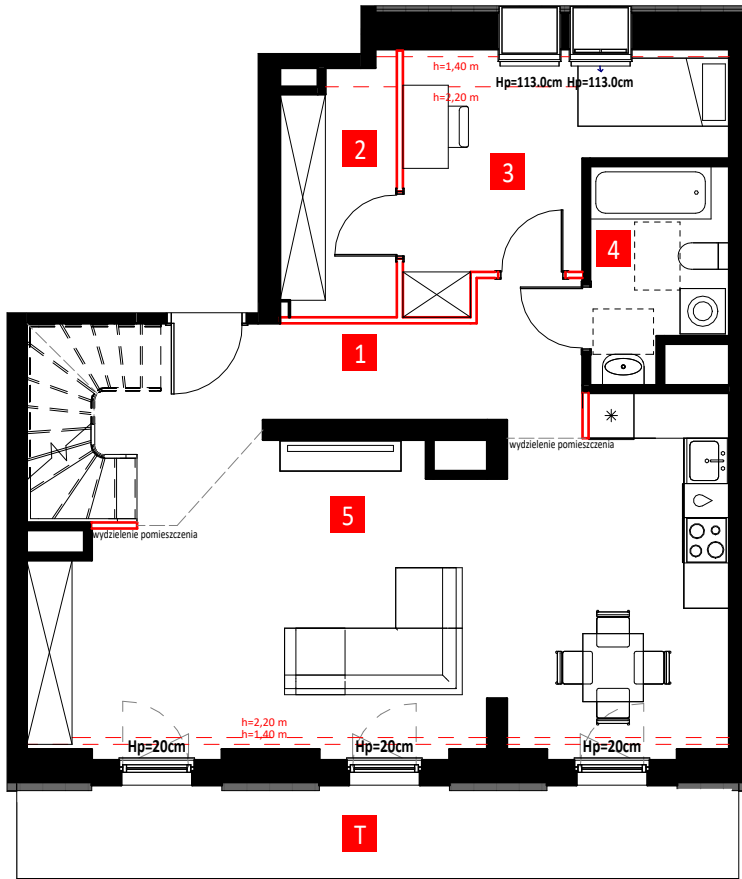 h=1,40 m
Hp=113.0cm Hp=113.0cm
h=2,20 m
2
3
4
1
wydzielenie pomieszczenia
5
wydzielenie pomieszczenia
h=2,20 m
h=1,40 m
Hp=20cm Hp=20cm Hp=20cm
T